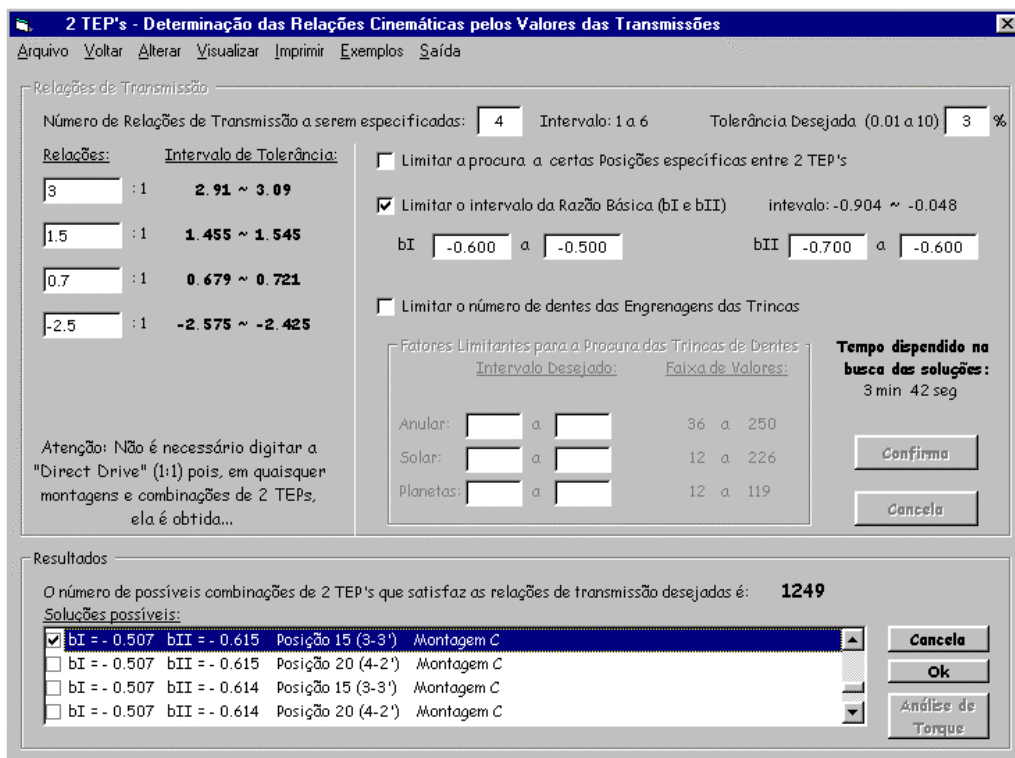 2 TEP's - Determinação das Relações Cinemáticas pelos Valores das Transmissões
Arquivo Voltar Alterar Visualizar Imprimir Exemplos Saída
Relações de Transmissão
Número de Relações de Transmissão a serem especificadas: 4 Intervalo: 1 a 6 Tolerância Desejada (0.01 a 10) 3 %
Relações: Intervalo de Tolerância:
3 : 1 2.91 ~ 3.09
1.5 : 1 1.455 ~ 1.545
0.7 : 1 0.679 ~ 0.721
-2.5 : 1 -2.575 ~ -2.425
Atenção: Não é necessário digitar a
"Direct Drive" (1:1) pois, em quaisquer
montagens e combinações de 2 TEPs,
ela é obtida...
Limitar a procura a certas Posições específicas entre 2 TEP's
Limitar o intervalo da Razão Básica (bI e bII) intevalo: -0.904 ~ -0.048
bI -0.600 a -0.500 bII -0.700 a -0.600
Limitar o número de dentes das Engrenagens das Trincas
Fatores Limitantes para a Procura das Trincas de Dentes
Intervalo Desejado: Faixa de Valores:
Anular: a 36 a 250
Solar: a 12 a 226
Planetas: a 12 a 119
Tempo dispendido na
busca das soluções:
3 min 42 seg
Confirma
Cancela
Resultados
O número de possíveis combinações de 2 TEP's que satisfaz as relações de transmissão desejadas é: 1249
Soluções possíveis:
bI = - 0.507 bII = - 0.615 Posição 15 (3-3') Montagem C
bI = - 0.507 bII = - 0.615 Posição 20 (4-2') Montagem C
bI = - 0.507 bII = - 0.614 Posição 15 (3-3') Montagem C
bI = - 0.507 bII = - 0.614 Posição 20 (4-2') Montagem C
Cancela
Ok
Análise de
Torque